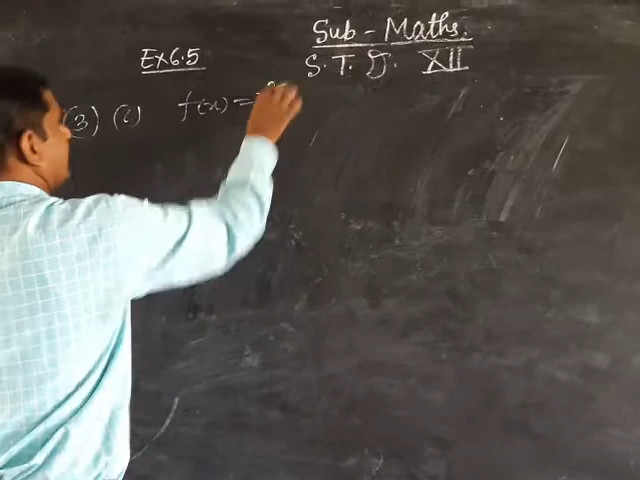 Sub - Maths.
Ex 6.5
S.T.D. XII
(3) (i) f(x) =